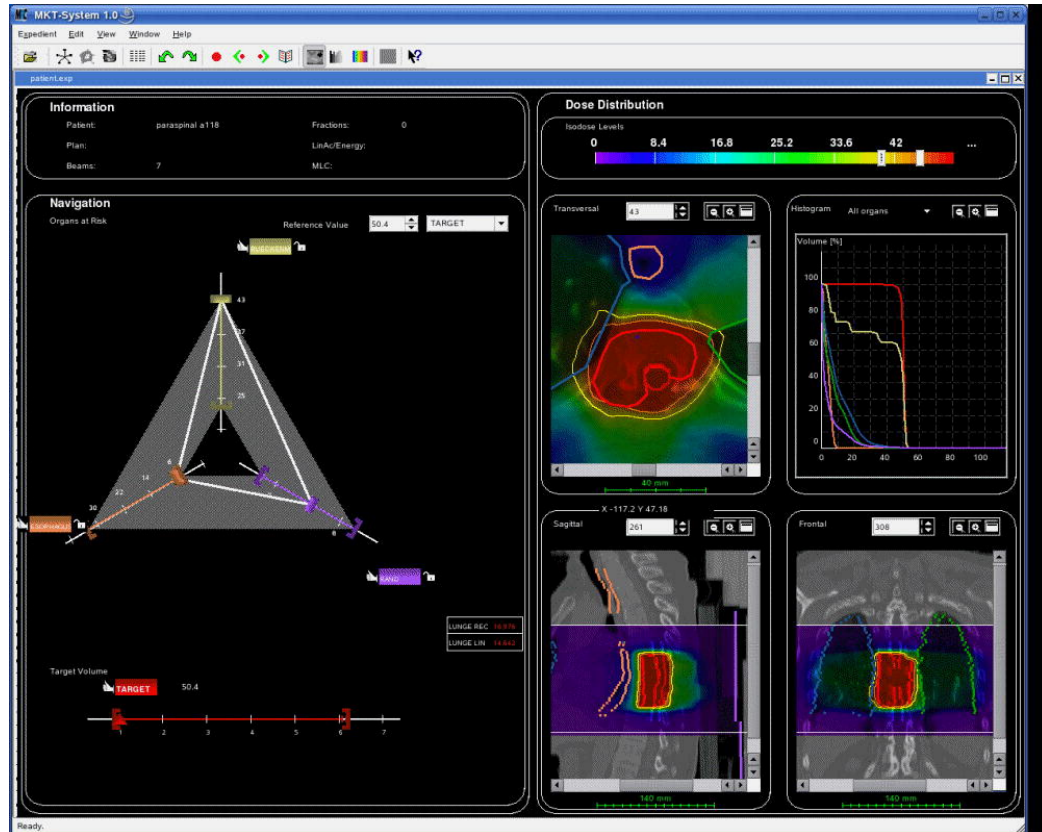 MKT-System 1.0
Expedient Edit View Window Help
patient.exp
Information
Patient: paraspinal a118 Fractions: 0
Plan: LinAc/Energy:
Beams: 7 MLC:
Navigation
Organs at Risk
Reference Value 50.4 TARGET
43
37
31
25
6
14
22
30
ESOPHAGUS
6
RAND
LUNGE REC
LUNGE LIN
Target Volume
TARGET 50.4
1 2 3 4 5 6 7
Dose Distribution
Isodose Levels
0 8.4 16.8 25.2 33.6 42 ...
Transversal 43
40 mm
Histogram All organs
Volume [%]
100
80
60
40
20
0
0 20 40 60 80 100
X -117.2 Y 47.18
Sagittal 261
140 mm
Frontal 308
140 mm
Ready.